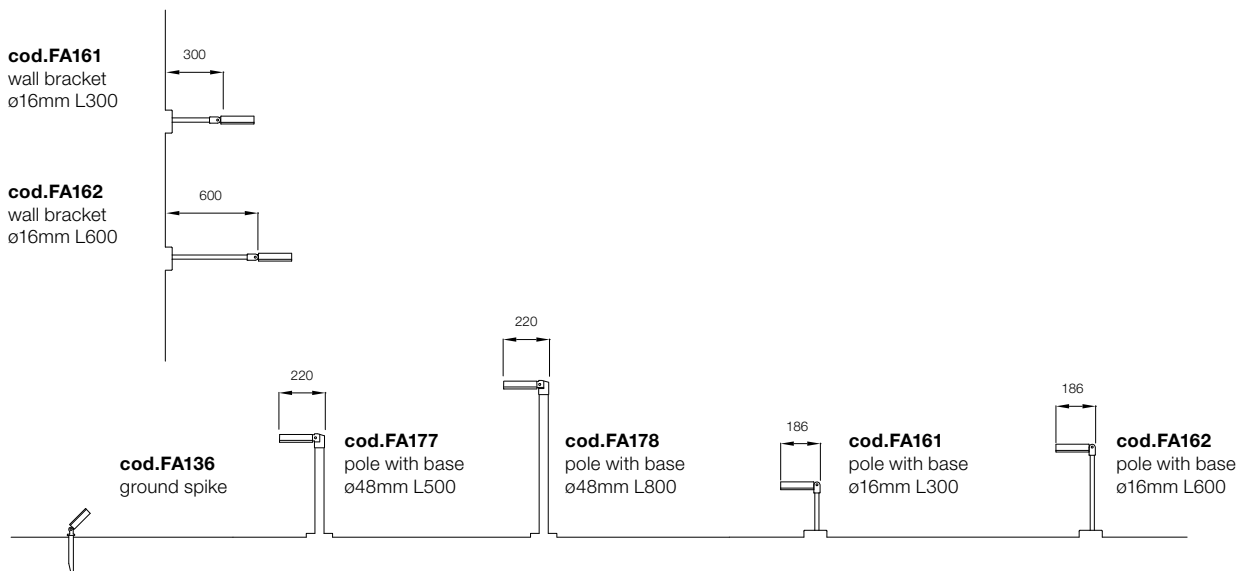 cod.FA161
wall bracket
ø16mm L300
300
cod.FA162
wall bracket
ø16mm L600
600
cod.FA136
ground spike
220
cod.FA177
pole with base
ø48mm L500
220
cod.FA178
pole with base
ø48mm L800
186
cod.FA161
pole with base
ø16mm L300
186
cod.FA162
pole with base
ø16mm L600